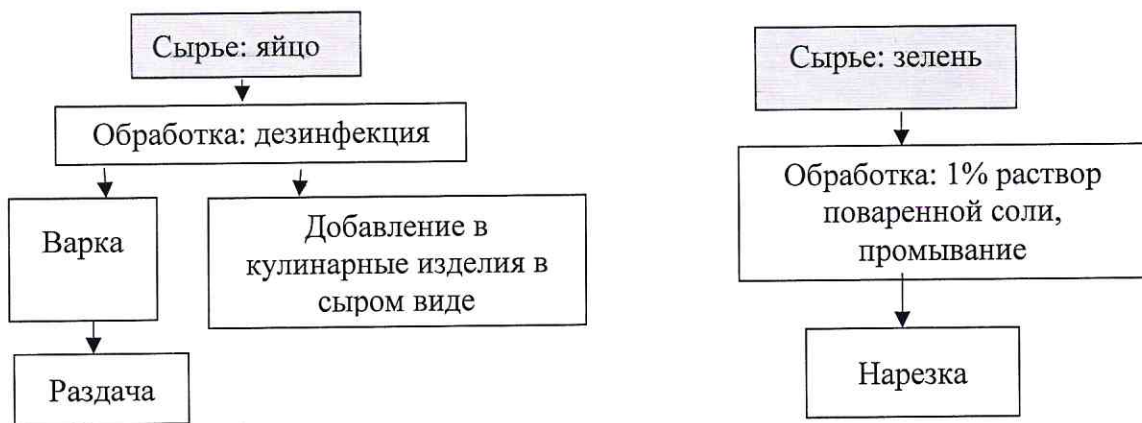 Сырье: яйцо
Обработка: дезинфекция
Варка
Добавление в
кулинарные изделия в
сыром виде
Раздача
Сырье: зелень
Обработка: 1% раствор
поваренной соли,
промывание
Нарезка